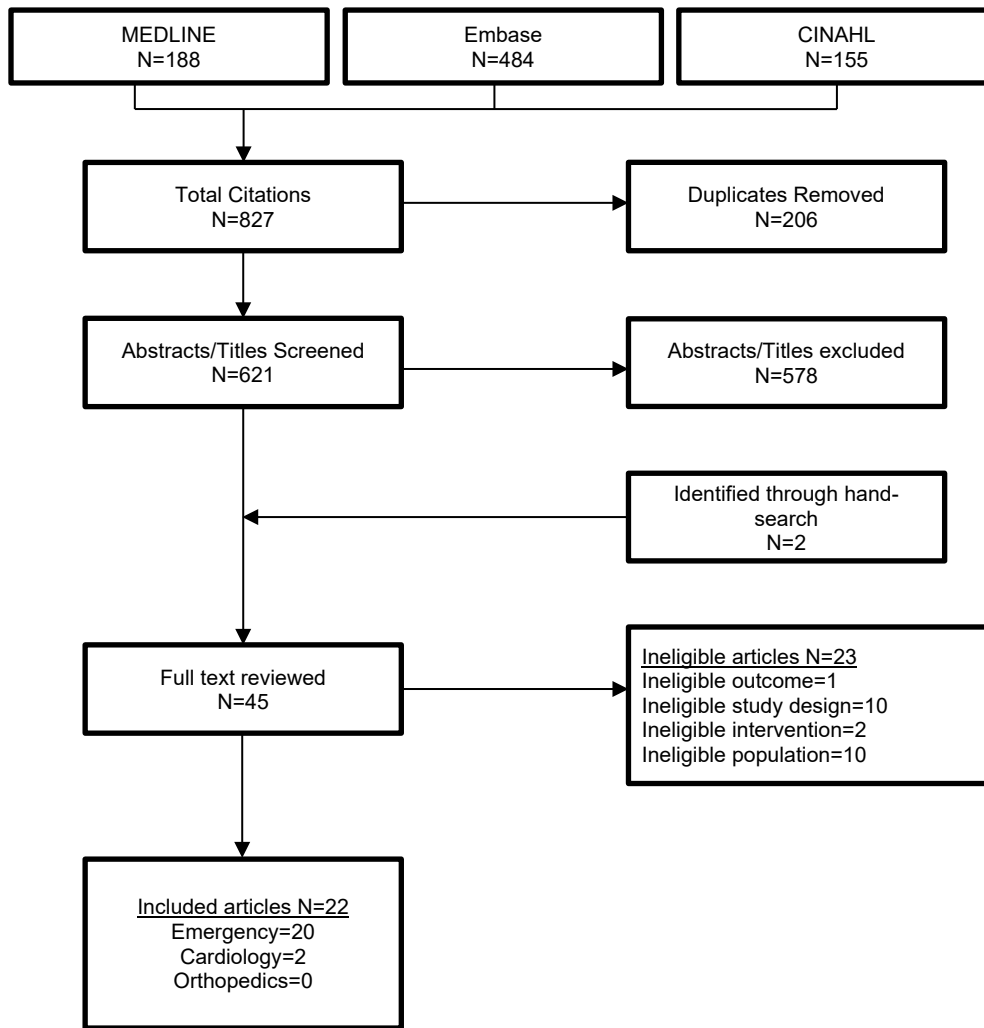 MEDLINE
N=188
Embase
N=484
CINAHL
N=155
Total Citations
N=827
Duplicates Removed
N=206
Abstracts/Titles Screened
N=621
Abstracts/Titles excluded
N=578
Identified through hand-
search
N=2
Full text reviewed
N=45
Ineligible articles N=23
Ineligible outcome=1
Ineligible study design=10
Ineligible intervention=2
Ineligible population=10
Included articles N=22
Emergency=20
Cardiology=2
Orthopedics=0